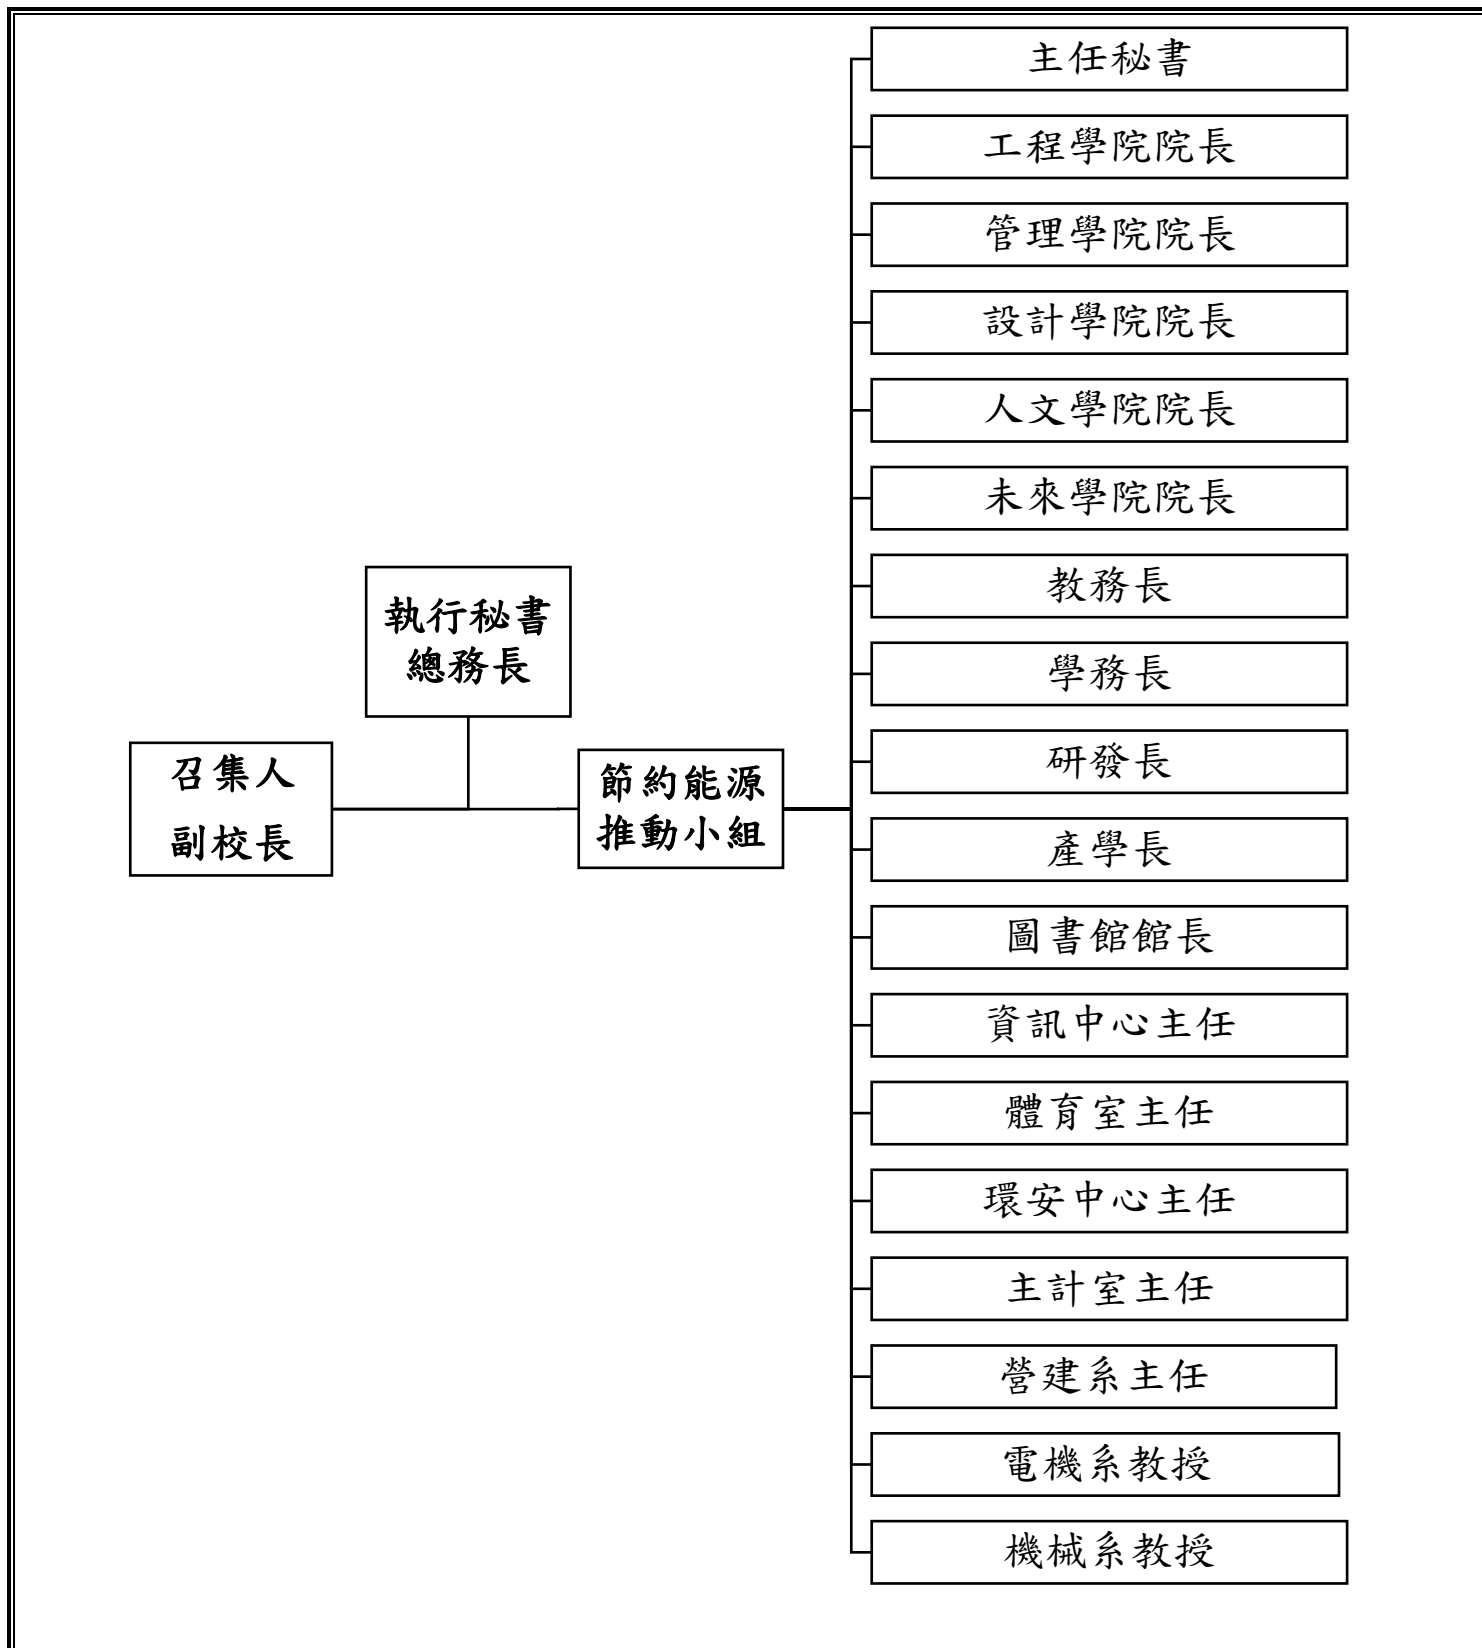 主任秘書
工程學院院長
管理學院院長
設計學院院長
人文學院院長
未來學院院長
教務長
學務長
研發長
產學長
圖書館館長
資訊中心主任
體育室主任
環安中心主任
主計室主任
營建系主任
電機系教授
機械系教授
執行秘書
總務長
召集人
副校長
節約能源
推動小組